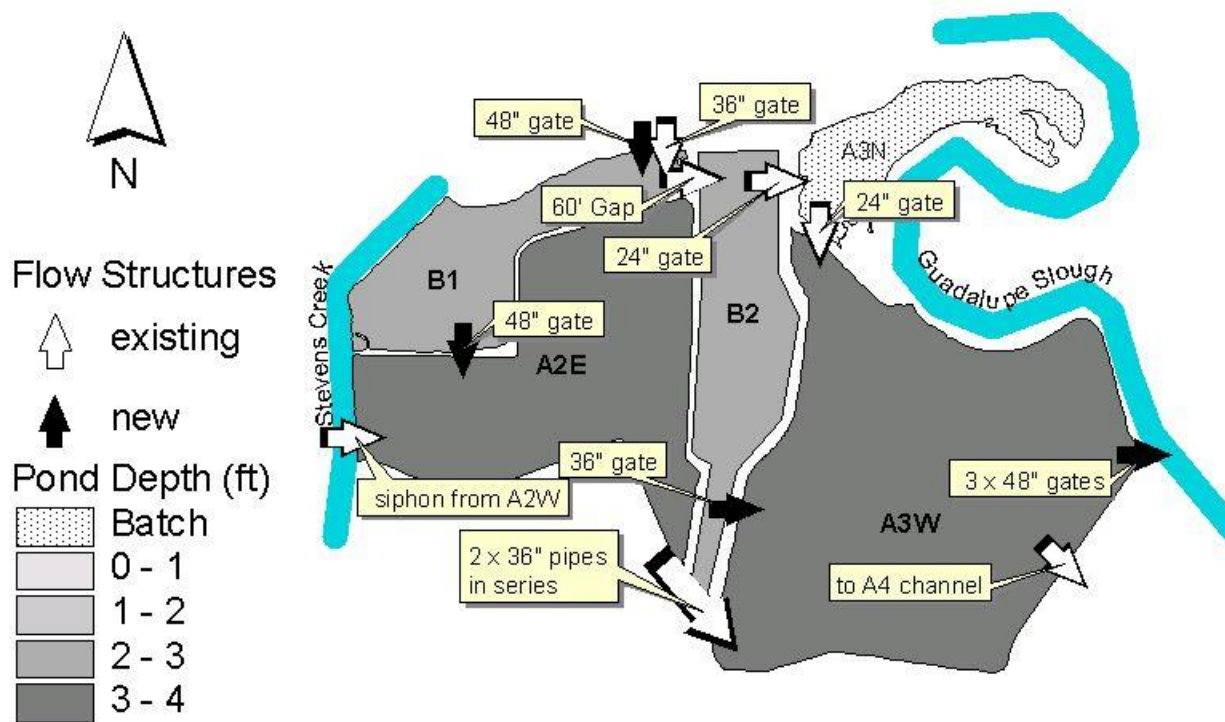 N
Flow Structures
existing
new
Pond Depth (ft)
Batch
0 - 1
1 - 2
2 - 3
3 - 4
48" gate
36" gate
A3N
60' Gap
24" gate
24" gate
Guadalupe Slough
B1
B2
Stevens Creek
48" gate
A2E
siphon from A2W
36" gate
3 x 48" gates
A3W
2 x 36" pipes
in series
to A4 channel